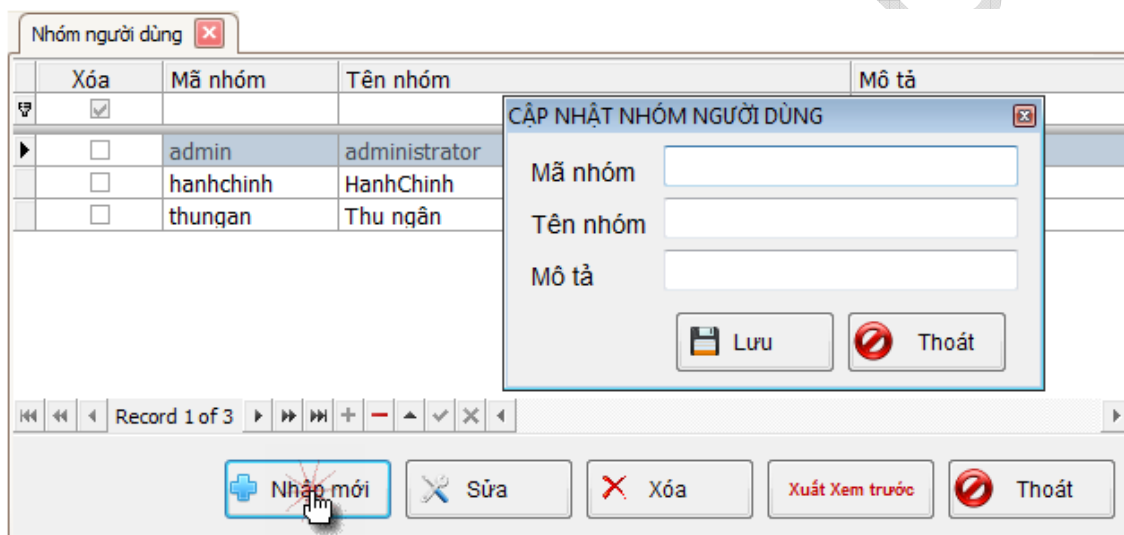 Nhóm người dùng
Xóa Mã nhóm Tên nhóm Mô tả
admin administrator
hanhchinh HanhChinh
thungan Thu ngân
CẬP NHẬT NHÓM NGƯỜI DÙNG
Mã nhóm
Tên nhóm
Mô tả
Lưu Thoát
Record 1 of 3
Nhập mới Sửa Xóa Xuất Xem trước Thoát